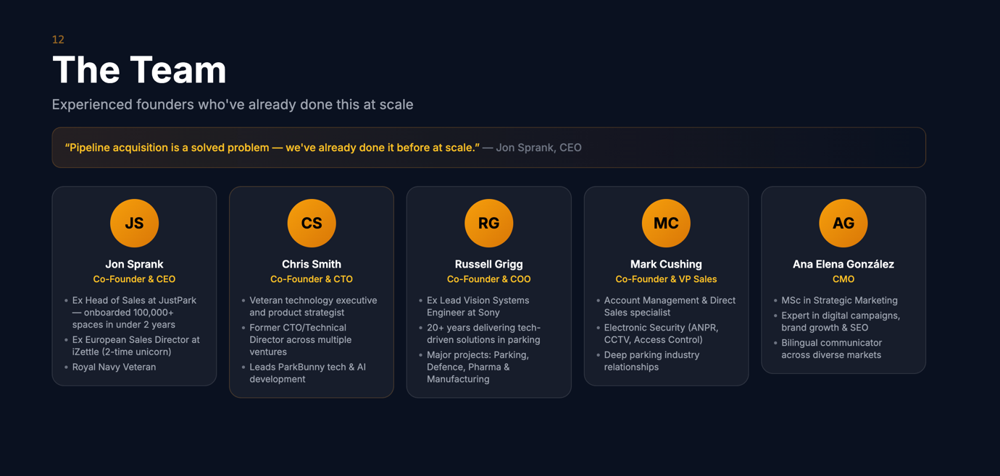 12
The Team
Experienced founders who've already done this at scale
“Pipeline acquisition is a solved problem — we've already done it before at scale.” — Jon Sprank, CEO
JS
Jon Sprank
Co-Founder & CEO
• Ex Head of Sales at JustPark
— onboarded 100,000+
spaces in under 2 years
• Ex European Sales Director at
iZettle (2-time unicorn)
• Royal Navy Veteran
CS
Chris Smith
Co-Founder & CTO
• Veteran technology executive
and product strategist
• Former CTO/Technical
Director across multiple
ventures
• Leads ParkBunny tech & AI
development
RG
Russell Grigg
Co-Founder & COO
• Ex Lead Vision Systems
Engineer at Sony
• 20+ years delivering tech-
driven solutions in parking
• Major projects: Parking,
Defence, Pharma &
Manufacturing
MC
Mark Cushing
Co-Founder & VP Sales
• Account Management & Direct
Sales specialist
• Electronic Security (ANPR,
CCTV, Access Control)
• Deep parking industry
relationships
AG
Ana Elena González
CMO
• MSc in Strategic Marketing
• Expert in digital campaigns,
brand growth & SEO
• Bilingual communicator
across diverse markets